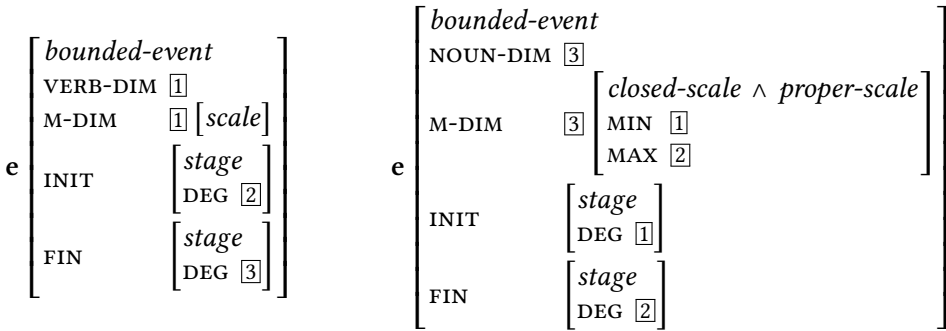 e
bounded-event
VERB-DIM 1
M-DIM 1 [scale]
INIT
stage
DEG 2
FIN
stage
DEG 3
e
bounded-event
NOUN-DIM 3
M-DIM 3
closed-scale ∧ proper-scale
MIN 1
MAX 2
INIT
stage
DEG 1
FIN
stage
DEG 2